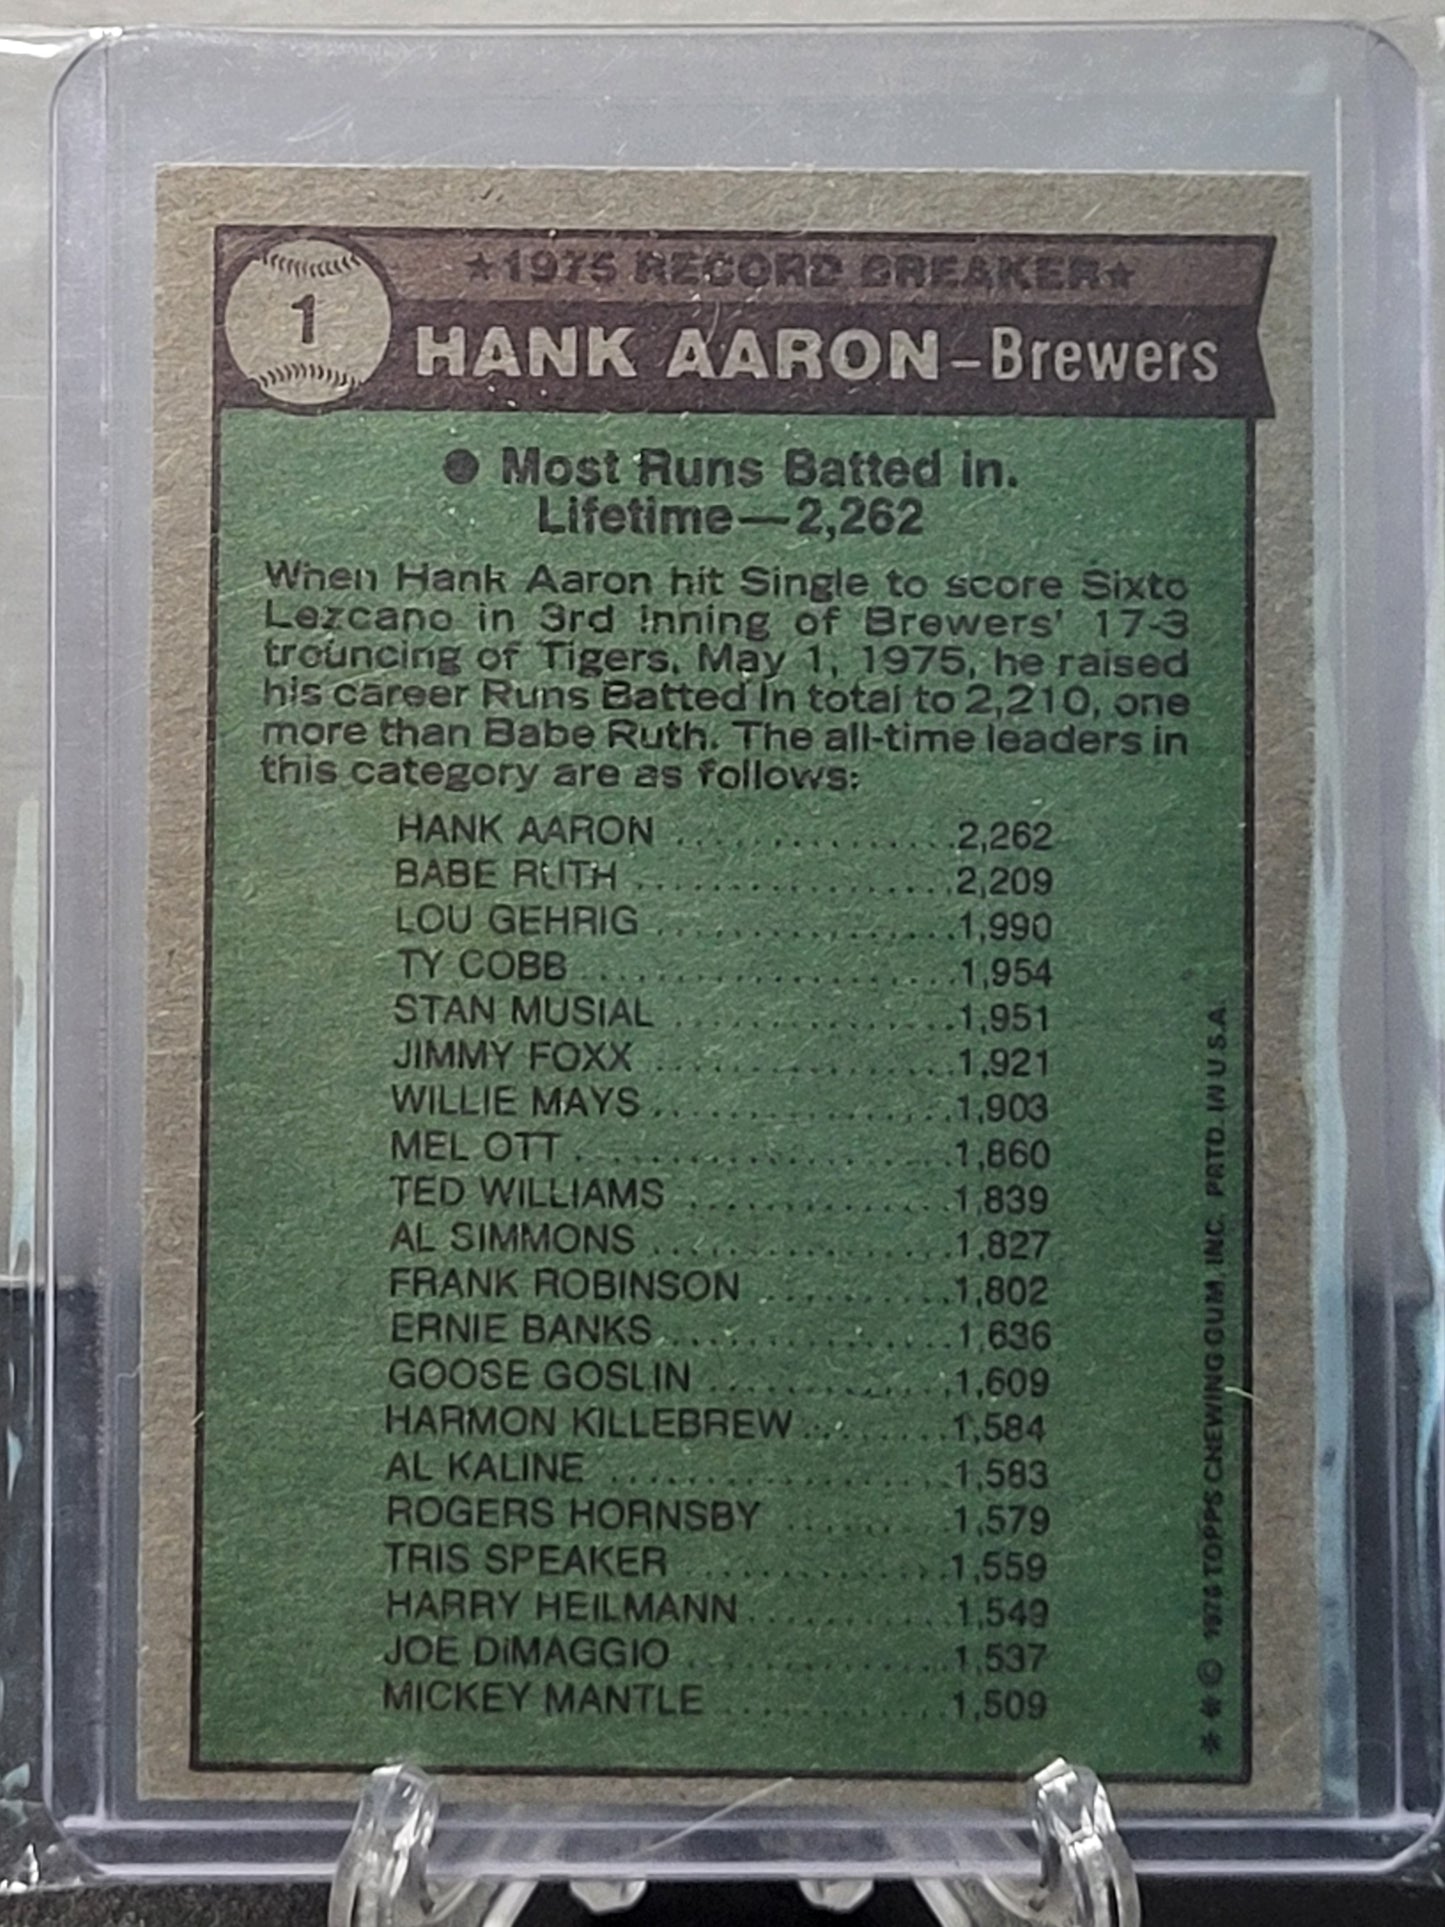 1
★1975 RECORD BREAKER★
HANK AARON–Brewers
● Most Runs Batted In.
Lifetime—2,262
When Hank Aaron hit Single to score Sixto
Lezcano in 3rd inning of Brewers' 17-3
trouncing of Tigers, May 1, 1975, he raised
his career Runs Batted In total to 2,210, one
more than Babe Ruth. The all-time leaders in
this category are as follows:
HANK AARON ................2,262
BABE RUTH ..................2,209
LOU GEHRIG .................1,990
TY COBB .....................1,954
STAN MUSIAL ................1,951
JIMMY FOXX .................1,921
WILLIE MAYS .................1,903
MEL OTT .....................1,860
TED WILLIAMS ...............1,839
AL SIMMONS .................1,827
FRANK ROBINSON ...........1,802
ERNIE BANKS ................1,636
GOOSE GOSLIN ..............1,609
HARMON KILLEBREW .........1,584
AL KALINE ...................1,583
ROGERS HORNSBY ..........1,579
TRIS SPEAKER ...............1,559
HARRY HEILMANN ............1,549
JOE DiMAGGIO ...............1,537
MICKEY MANTLE .............1,509
** © 1976 TOPPS CHEWING GUM, INC. PRTD. IN U.S.A.